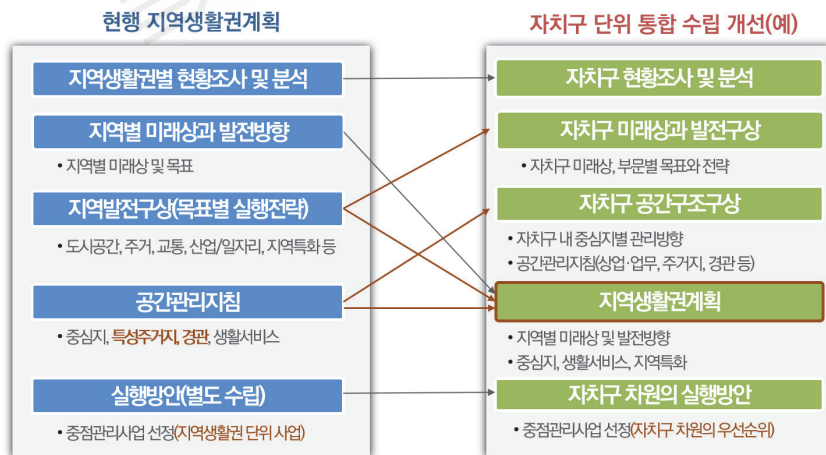 현행 지역생활권계획
지역생활권별 현황조사 및 분석
지역별 미래상과 발전방향
• 지역별 미래상 및 목표
지역발전구상(목표별 실행전략)
• 도시공간, 주거, 교통, 산업/일자리, 지역특화 등
공간관리지침
• 중심지, 특성주거지, 경관, 생활서비스
실행방안(별도 수립)
• 중점관리사업 선정(지역생활권 단위 사업)
자치구 단위 통합 수립 개선(예)
자치구 현황조사 및 분석
자치구 미래상과 발전구상
• 자치구 미래상, 부문별 목표와 전략
자치구 공간구조구상
• 자치구 내 중심지별 관리방향
• 공간관리지침(상업·업무, 주거지, 경관 등)
지역생활권계획
• 지역별 미래상 및 발전방향
• 중심지, 생활서비스, 지역특화
자치구 차원의 실행방안
• 중점관리사업 선정(자치구 차원의 우선순위)